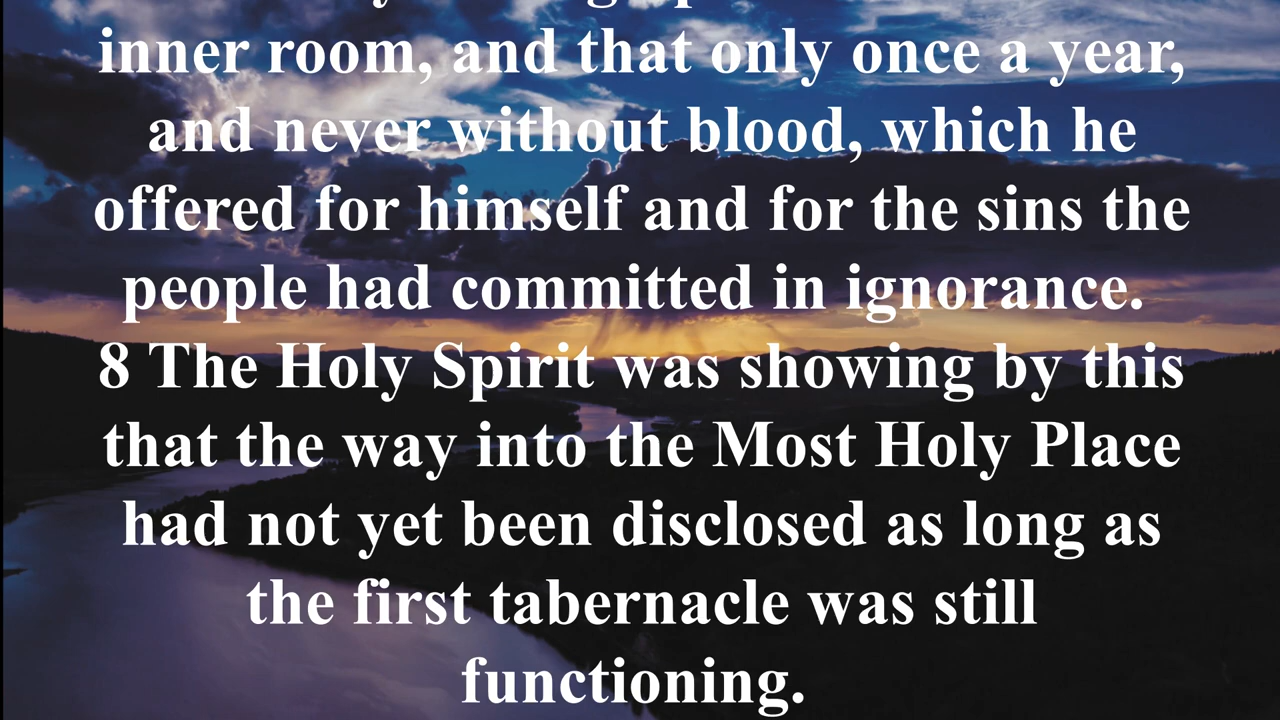 inner room, and that only once a year,
and never without blood, which he
offered for himself and for the sins the
people had committed in ignorance.
8 The Holy Spirit was showing by this
that the way into the Most Holy Place
had not yet been disclosed as long as
the first tabernacle was still
functioning.